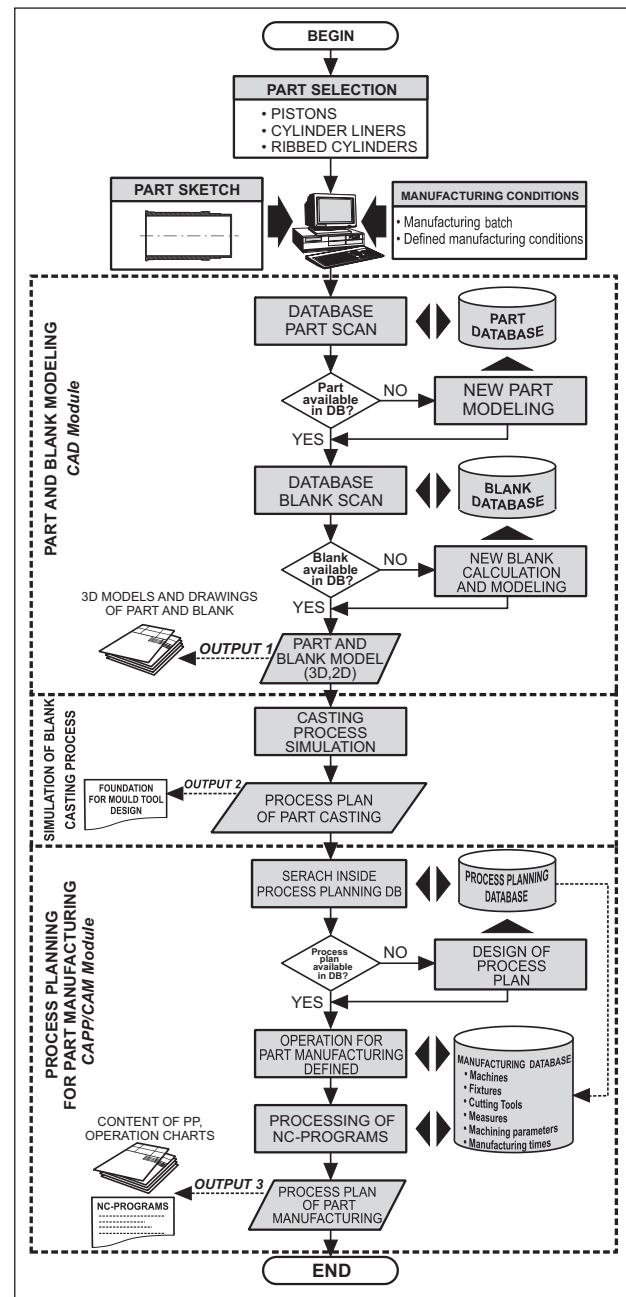 BEGIN
PART SELECTION
• PISTONS
• CYLINDER LINERS
• RIBBED CYLINDERS
PART SKETCH
MANUFACTURING CONDITIONS
• Manufacturing batch
• Defined manufacturing conditions
PART AND BLANK MODELING
CAD Module
DATABASE
PART SCAN
PART
DATABASE
Part
available
in DB?
NO
NEW PART
MODELING
YES
DATABASE
BLANK SCAN
BLANK
DATABASE
Blank
available
in DB?
NO
NEW BLANK
CALCULATION
AND MODELING
YES
3D MODELS AND DRAWINGS
OF PART AND BLANK
OUTPUT 1
PART AND
BLANK MODEL
(3D,2D)
SIMULATION OF BLANK
CASTING PROCESS
CASTING
PROCESS
SIMULATION
FOUNDATION
FOR MOULD TOOL
DESIGN
OUTPUT 2
PROCESS PLAN
OF PART CASTING
PROCESS PLANNING
FOR PART MANUFACTURING
CAPP/CAM Module
SERACH INSIDE
PROCESS PLANNING DB
PROCESS PLANNING
DATABASE
Process
plan
available
in DB?
NO
DESIGN OF
PROCESS
PLAN
YES
OPERATION FOR
PART MANUFACTURING
DEFINED
MANUFACTURING DATABASE
• Machines
• Fixtures
• Cutting Tools
• Measures
• Machining parameters
• Manufacturing times
PROCESSING OF
NC-PROGRAMS
CONTENT OF PP,
OPERATION CHARTS
OUTPUT 3
NC-PROGRAMS
PROCESS PLAN
OF PART
MANUFACTURING
END